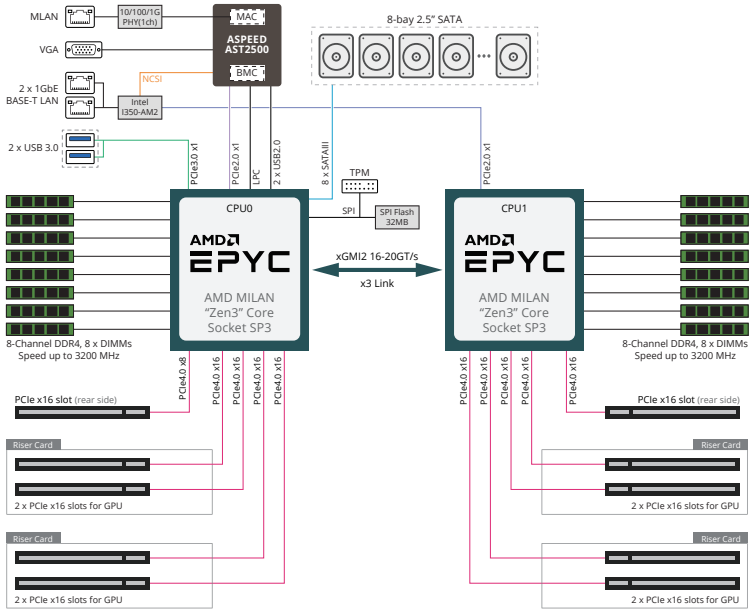 MLAN
10/100/1G
PHY(1ch)
MAC
ASPEED
AST2500
BMC
8-bay 2.5” SATA
VGA
NCSI
2 x 1GbE
BASE-T LAN
Intel
I350-AM2
2 x USB 3.0
PCIe3.0 x1
PCIe2.0 x1
LPC
2 x USB2.0
8 x SATAIII
TPM
SPI
SPI Flash
32MB
PCIe2.0 x1
CPU0
AMD
EPYC
AMD MILAN
“Zen3” Core
Socket SP3
xGMI2 16-20GT/s
x3 Link
CPU1
AMD
EPYC
AMD MILAN
“Zen3” Core
Socket SP3
8-Channel DDR4, 8 x DIMMs
Speed up to 3200 MHz
8-Channel DDR4, 8 x DIMMs
Speed up to 3200 MHz
PCIe4.0 x8
PCIe4.0 x16
PCIe4.0 x16
PCIe4.0 x16
PCIe4.0 x16
PCIe4.0 x16
PCIe4.0 x16
PCIe4.0 x16
PCIe4.0 x16
PCIe4.0 x16
PCIe x16 slot (rear side)
PCIe x16 slot (rear side)
Riser Card
2 x PCIe x16 slots for GPU
Riser Card
2 x PCIe x16 slots for GPU
Riser Card
2 x PCIe x16 slots for GPU
Riser Card
2 x PCIe x16 slots for GPU